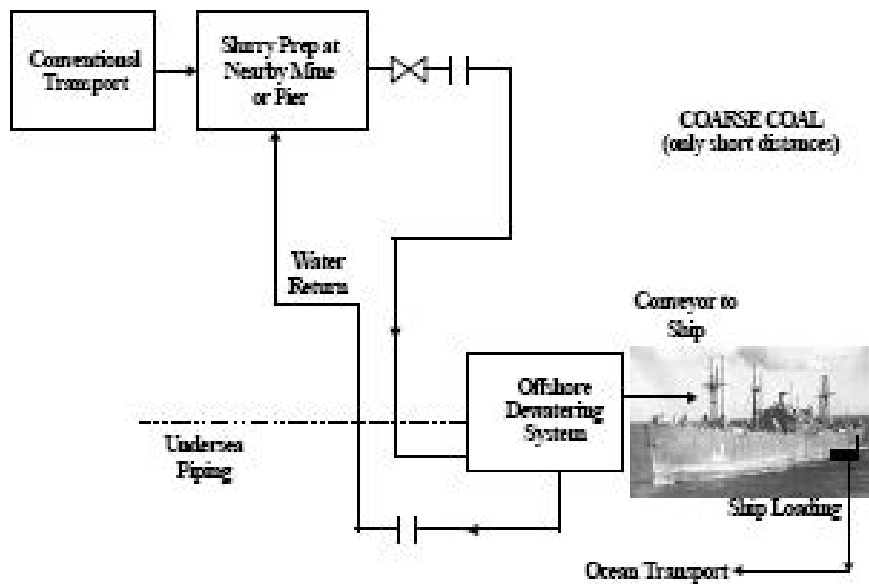 Conventional
Transport
Slurry Prep at
Nearby Mine
or Pier
COARSE COAL
(only short distances)
Water
Return
Conveyor to
Ship
Offshore
Dewatering
System
Undersea
Piping
Ship Loading
Ocean Transport